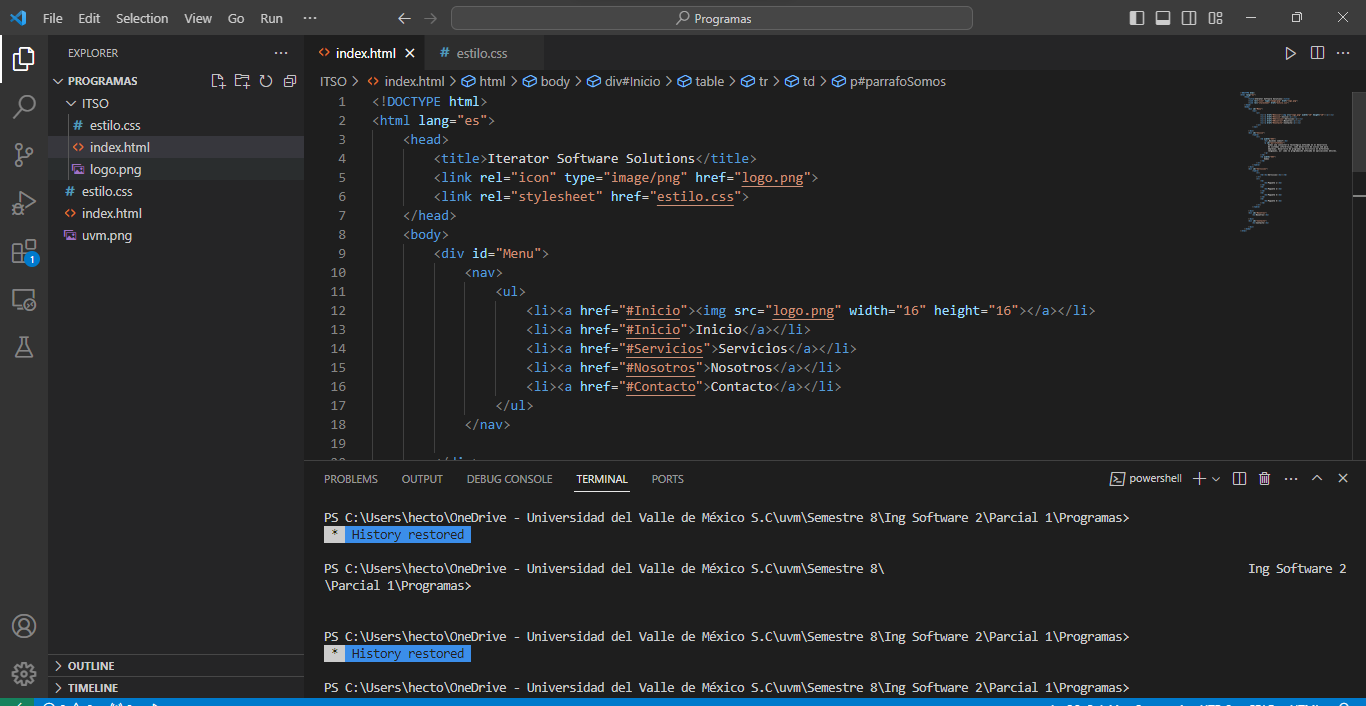 File Edit Selection View Go Run ···
Programas
EXPLORER ···
PROGRAMAS
ITSO
# estilo.css
<> index.html
logo.png
# estilo.css
<> index.html
uvm.png
1
OUTLINE
TIMELINE
<> index.html
# estilo.css
ITSO > <> index.html > html > body > div#Inicio > table > tr > td > p#parrafoSomos
1 <!DOCTYPE html>
2 <html lang="es">
3 <head>
4 <title>Iterator Software Solutions</title>
5 <link rel="icon" type="image/png" href="logo.png">
6 <link rel="stylesheet" href="estilo.css">
7 </head>
8 <body>
9 <div id="Menu">
10 <nav>
11 <ul>
12 <li><a href="#Inicio"><img src="logo.png" width="16" height="16"></a></li>
13 <li><a href="#Inicio">Inicio</a></li>
14 <li><a href="#Servicios">Servicios</a></li>
15 <li><a href="#Nosotros">Nosotros</a></li>
16 <li><a href="#Contacto">Contacto</a></li>
17 </ul>
18 </nav>
19
PROBLEMS OUTPUT DEBUG CONSOLE TERMINAL PORTS
powershell
PS C:\Users\hecto\OneDrive - Universidad del Valle de México S.C\uvm\Semestre 8\Ing Software 2\Parcial 1\Programas>
* History restored
PS C:\Users\hecto\OneDrive - Universidad del Valle de México S.C\uvm\Semestre 8\ Ing Software 2
\Parcial 1\Programas>
PS C:\Users\hecto\OneDrive - Universidad del Valle de México S.C\uvm\Semestre 8\Ing Software 2\Parcial 1\Programas>
* History restored
PS C:\Users\hecto\OneDrive - Universidad del Valle de México S.C\uvm\Semestre 8\Ing Software 2\Parcial 1\Programas>